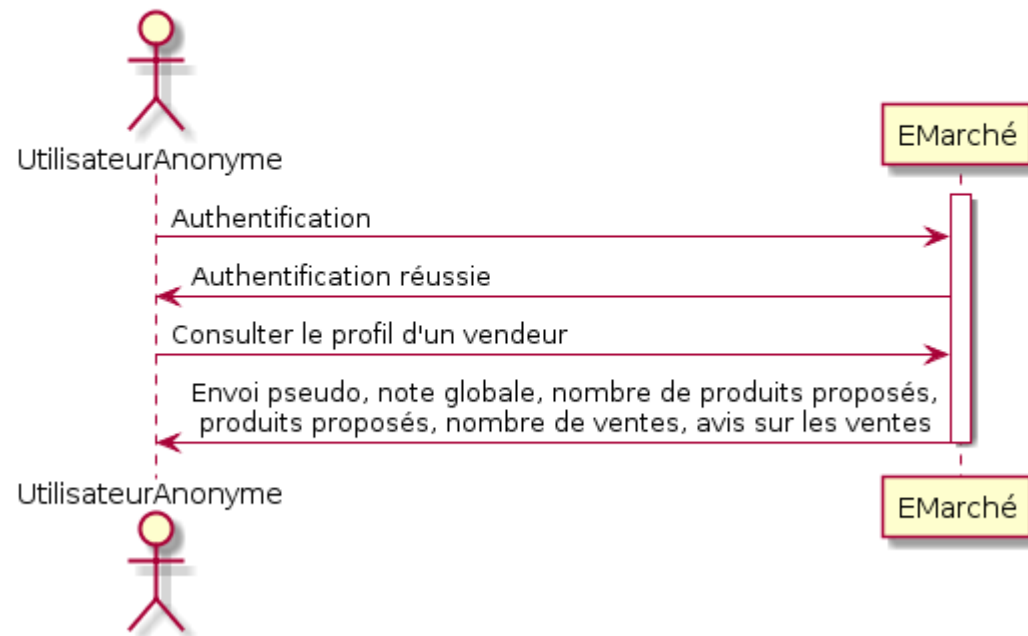 UtilisateurAnonyme
EMarché
Authentification
Authentification réussie
Consulter le profil d'un vendeur
Envoi pseudo, note globale, nombre de produits proposés,
produits proposés, nombre de ventes, avis sur les ventes
UtilisateurAnonyme
EMarché